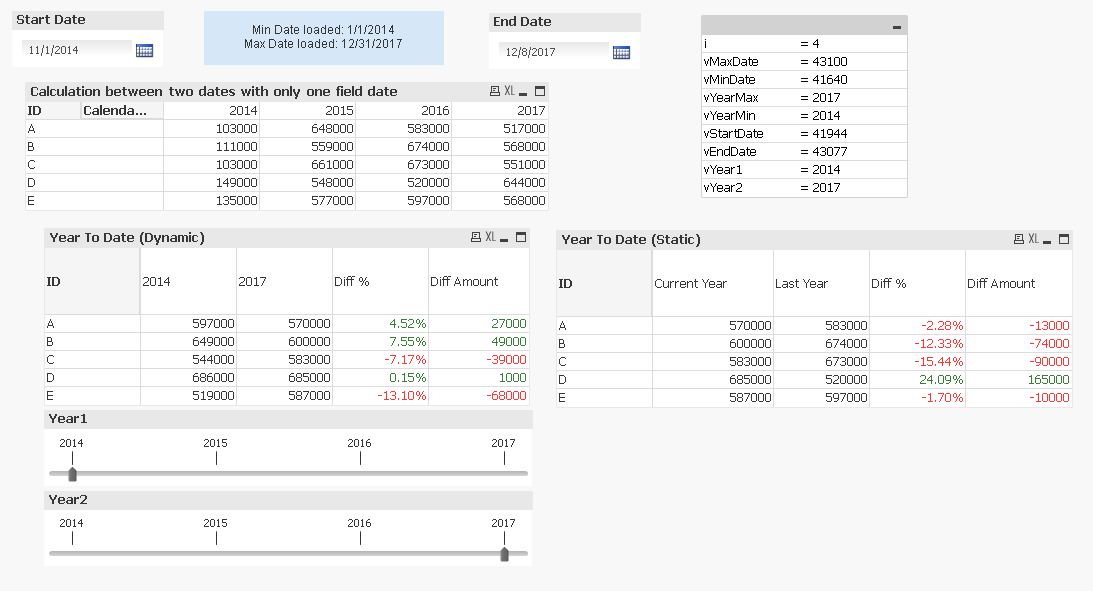 Start Date
11/1/2014
Min Date loaded: 1/1/2014
Max Date loaded: 12/31/2017
End Date
12/8/2017
i = 4
vMaxDate = 43100
vMinDate = 41640
vYearMax = 2017
vYearMin = 2014
vStartDate = 41944
vEndDate = 43077
vYear1 = 2014
vYear2 = 2017
Calculation between two dates with only one field date XL
ID Calenda... 2014 2015 2016 2017
A 103000 648000 583000 517000
B 111000 559000 674000 568000
C 103000 661000 673000 551000
D 149000 548000 520000 644000
E 135000 577000 597000 568000
Year To Date (Dynamic) XL
ID 2014 2017 Diff % Diff Amount
A 597000 570000 4.52% 27000
B 649000 600000 7.55% 49000
C 544000 583000 -7.17% -39000
D 686000 685000 0.15% 1000
E 519000 587000 -13.10% -68000
Year To Date (Static) XL
ID Current Year Last Year Diff % Diff Amount
A 570000 583000 -2.28% -13000
B 600000 674000 -12.33% -74000
C 583000 673000 -15.44% -90000
D 685000 520000 24.09% 165000
E 587000 597000 -1.70% -10000
Year1
2014 2015 2016 2017
Year2
2014 2015 2016 2017